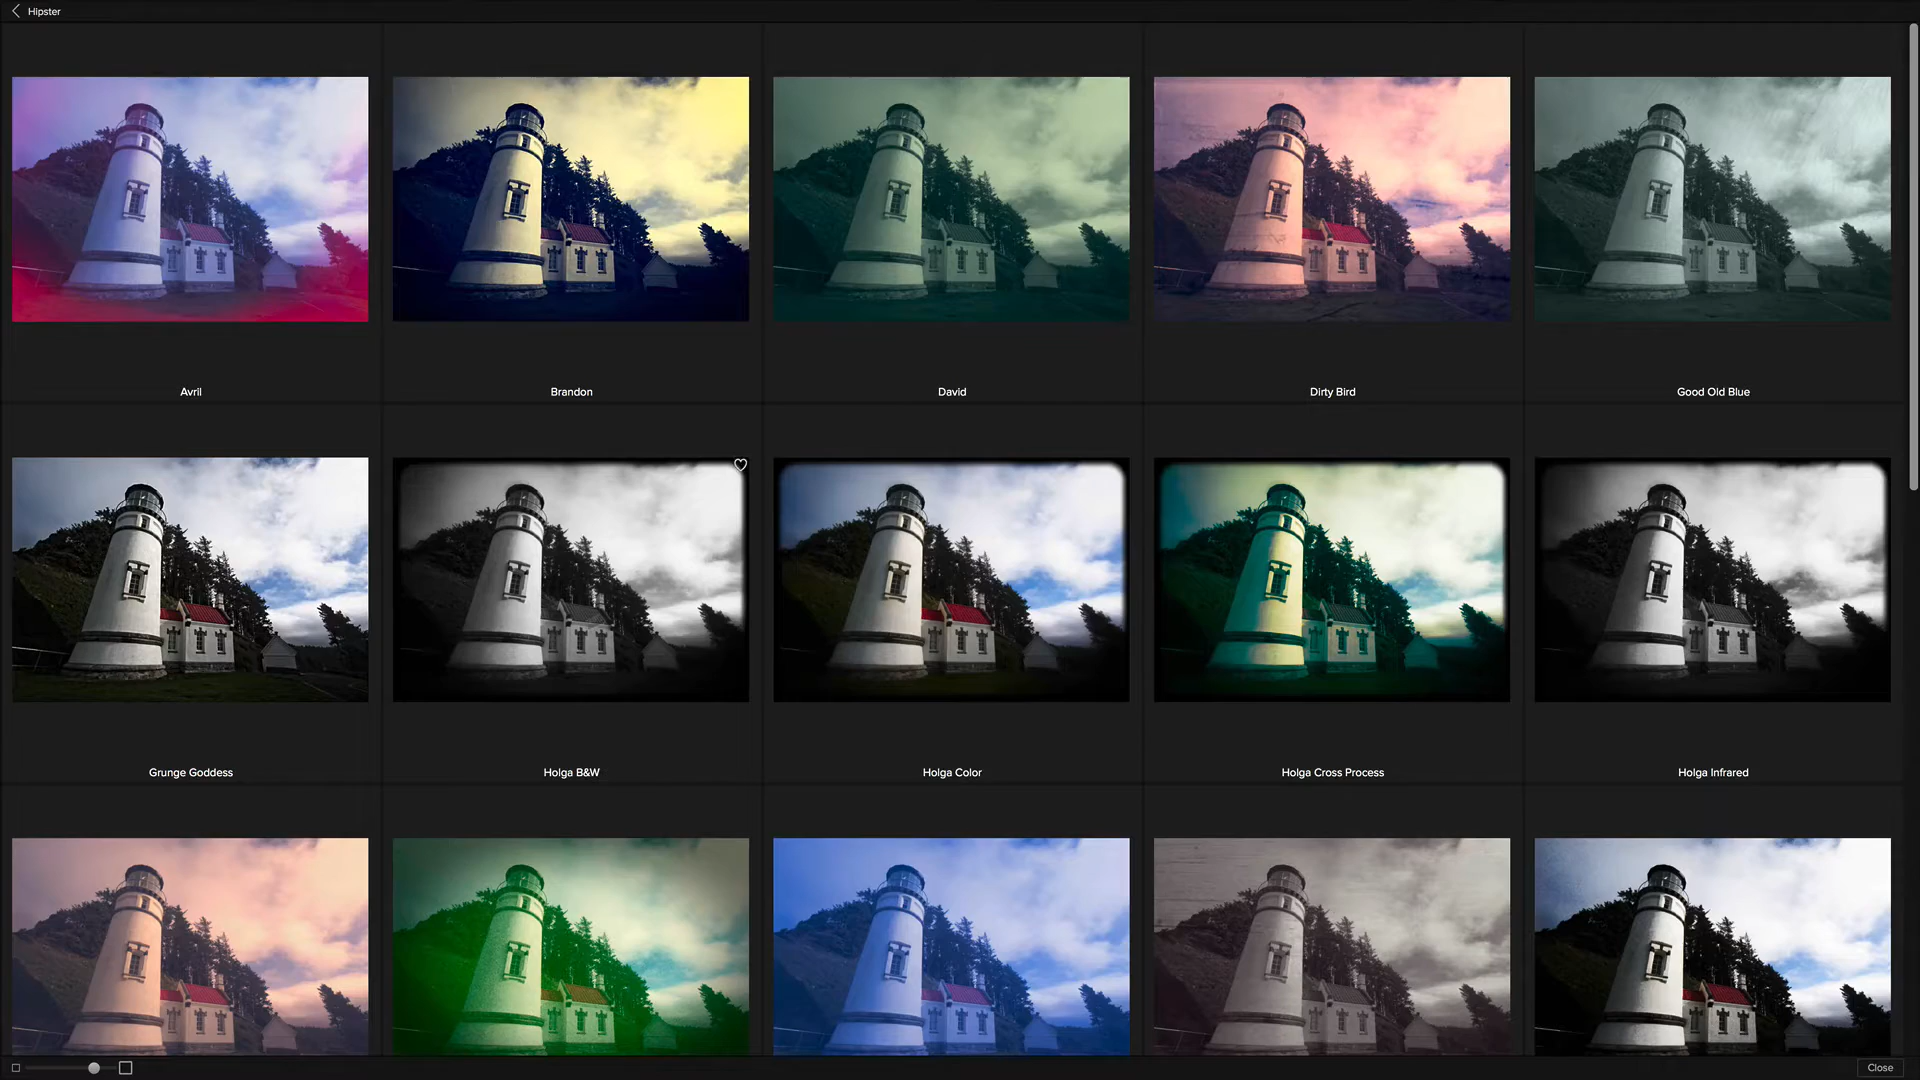 Hipster
Avril
Brandon
David
Dirty Bird
Good Old Blue
Grunge Goddess
Holga B&W
Holga Color
Holga Cross Process
Holga Infrared
Close